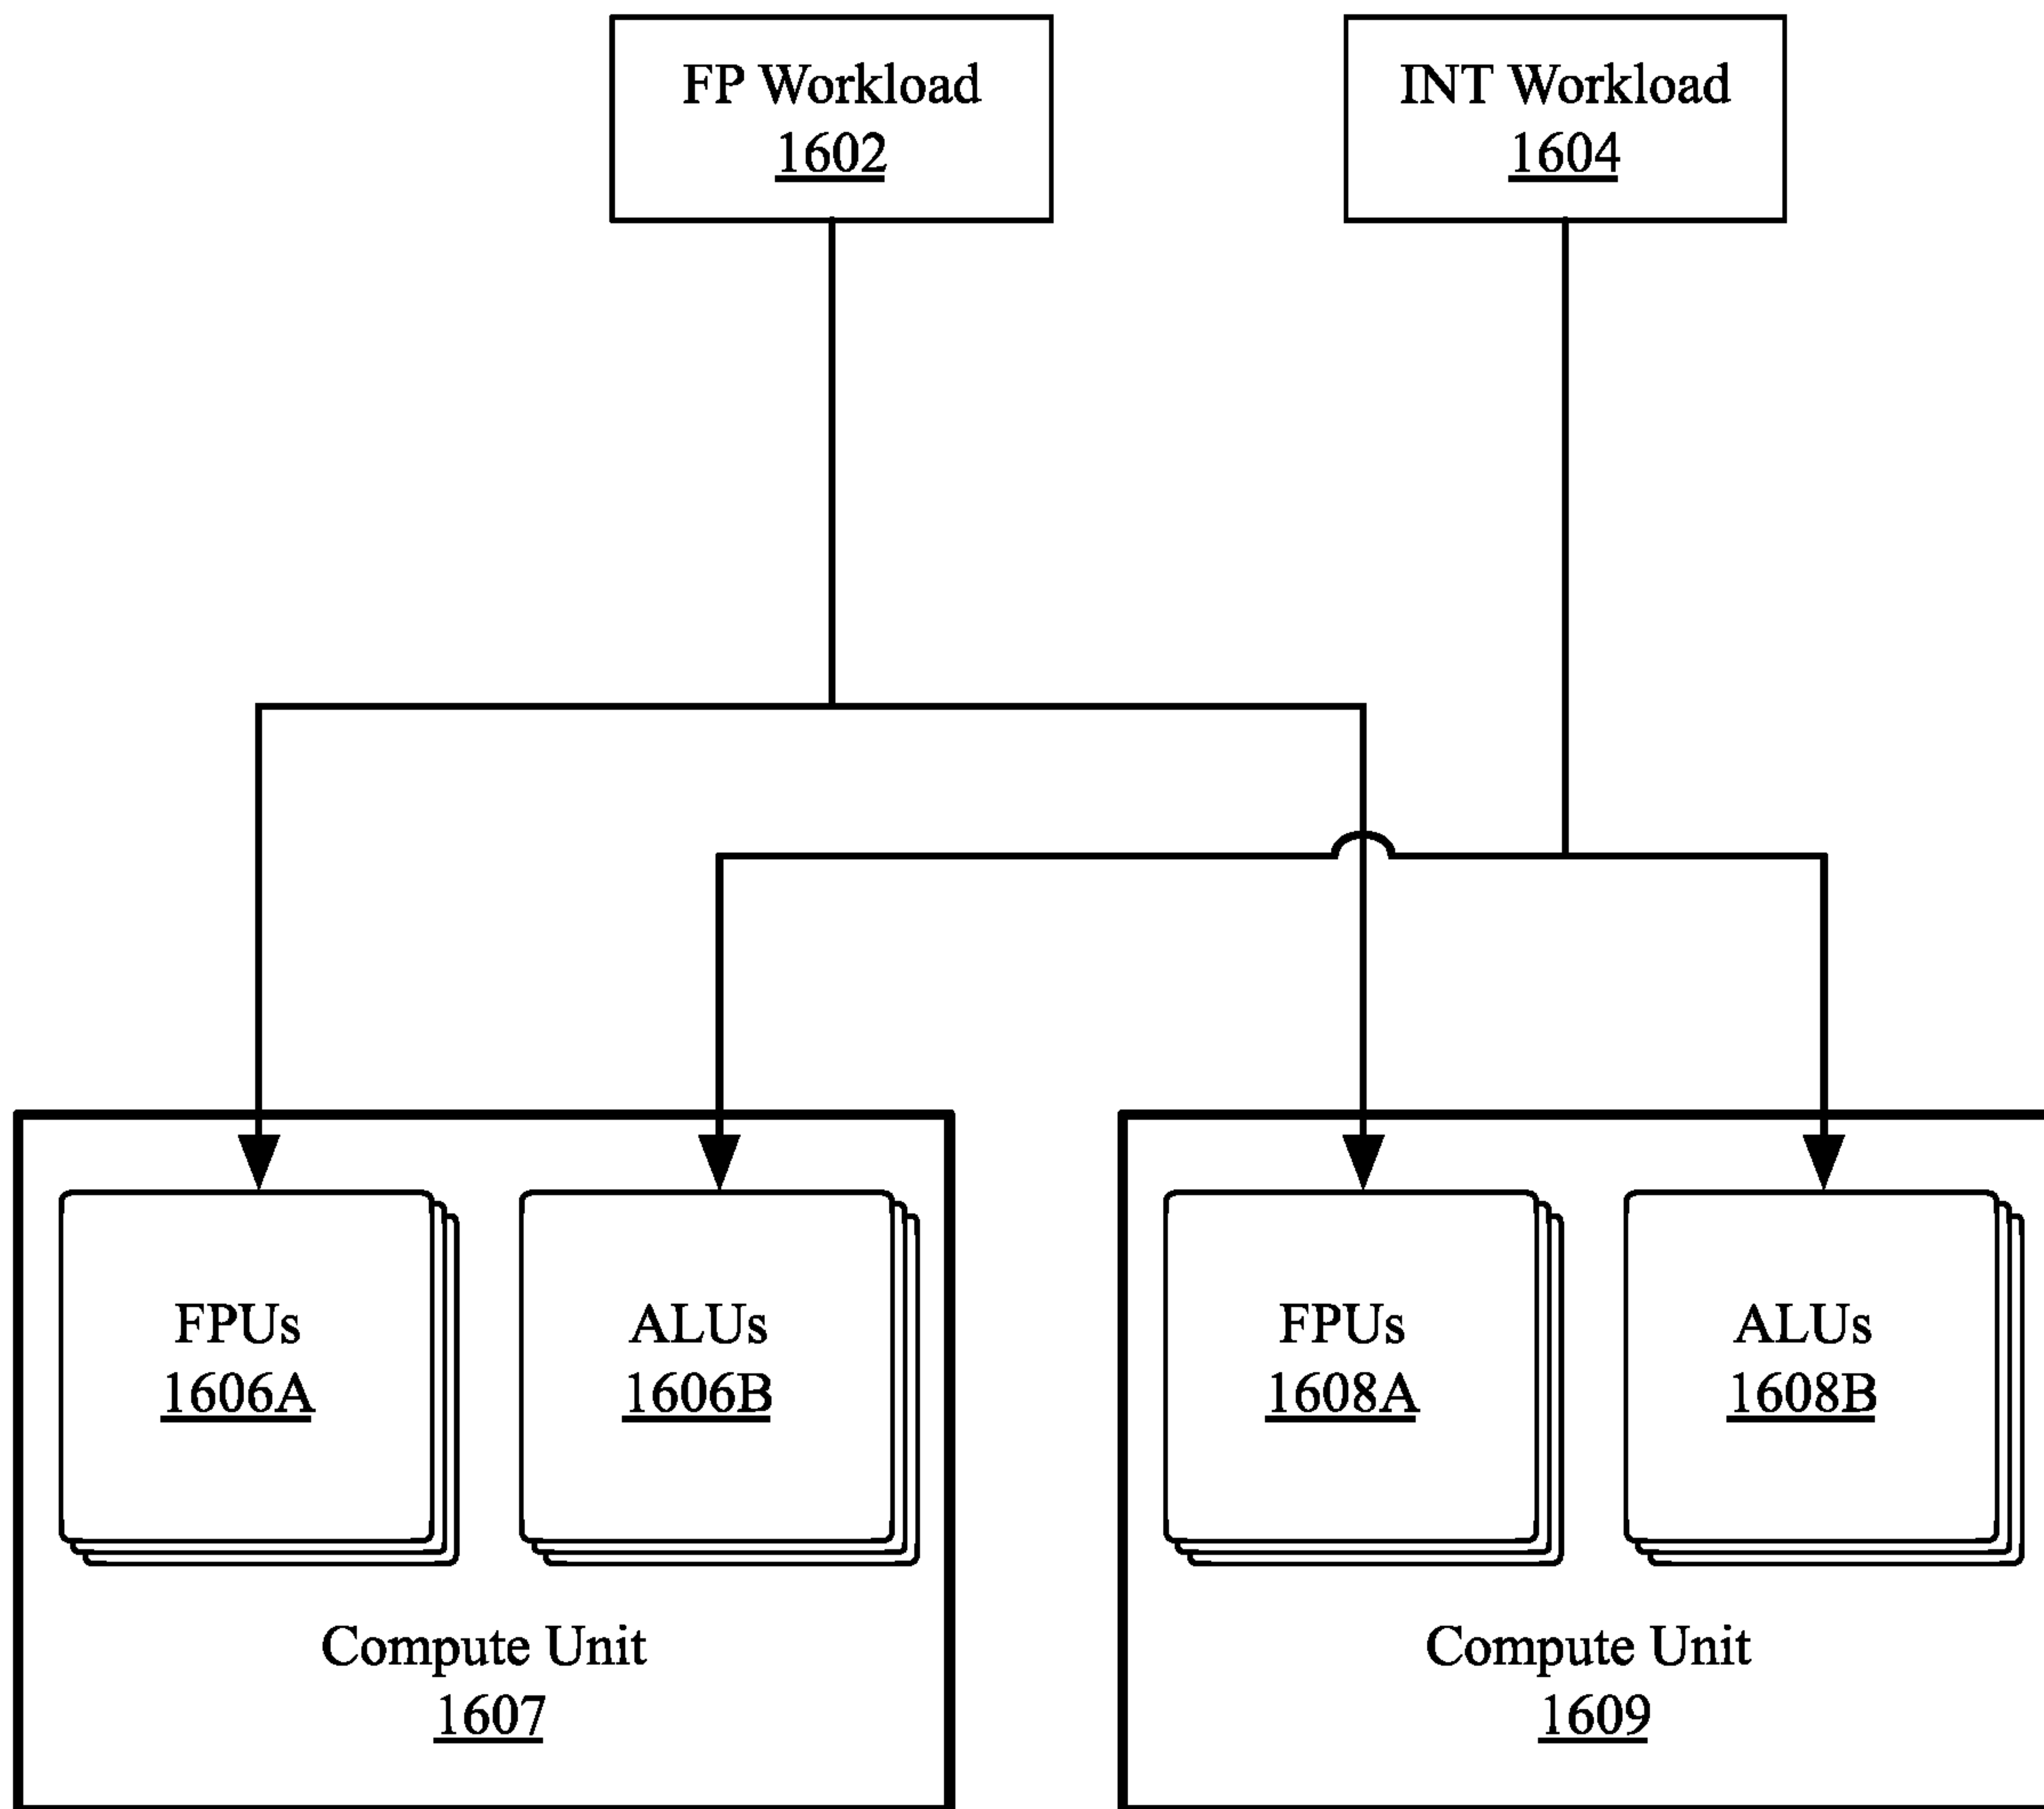 FP Workload
1602
INT Workload
1604
FPUs
1606A
ALUs
1606B
FPUs
1608A
ALUs
1608B
Compute Unit
1607
Compute Unit
1609